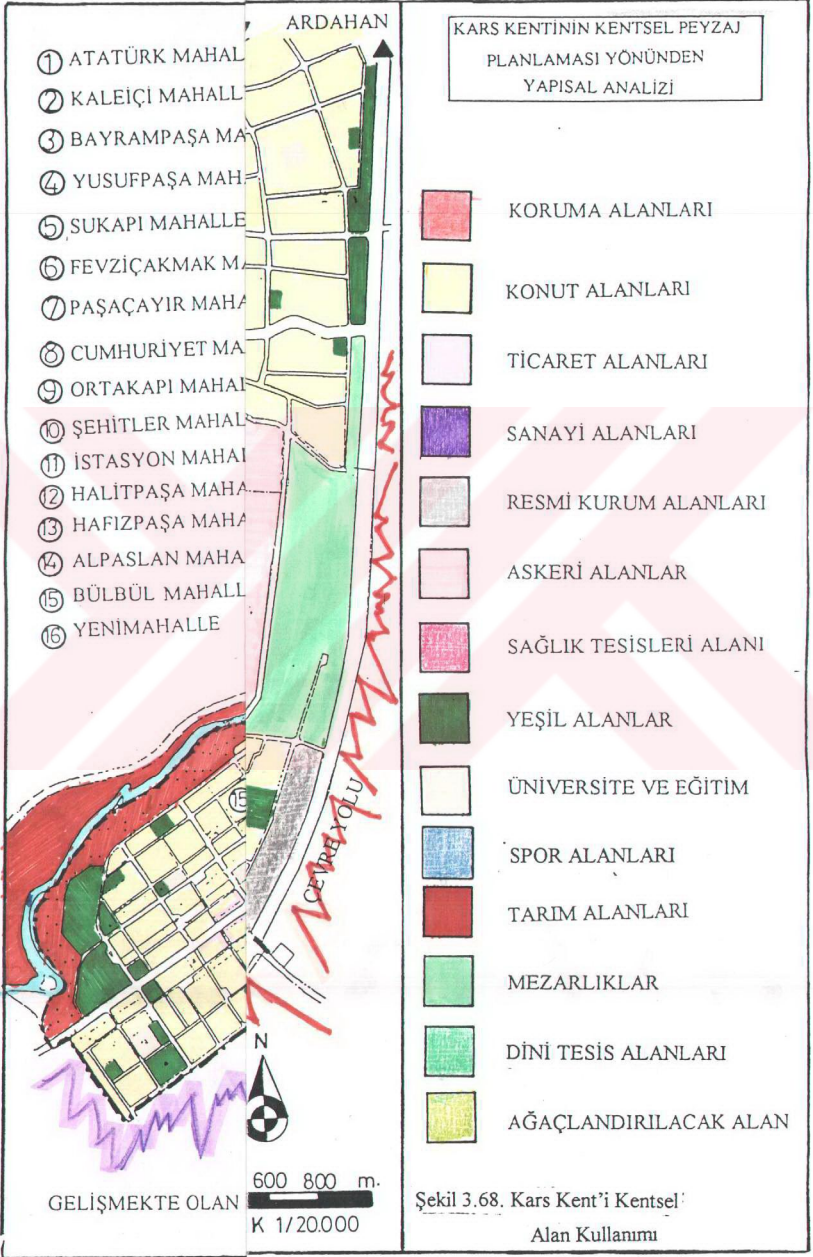 ① ATATÜRK MAHAL
② KALEİÇİ MAHALL
③ BAYRAMPAŞA MA
④ YUSUFPAŞA MAH
⑤ SUKAPI MAHALLE
⑥ FEVZİÇAKMAK MA
⑦ PAŞAÇAYIR MAHA
⑧ CUMHURİYET MA
⑨ ORTAKAPI MAHAL
⑩ ŞEHİTLER MAHAL
⑪ İSTASYON MAHAL
⑫ HALİTPAŞA MAHA
⑬ HAFIZPAŞA MAHA
⑭ ALPASLAN MAHA
⑮ BÜLBÜL MAHALL
⑯ YENİMAHALLE
ARDAHAN
⑮
ÇEVRE YOLU
N
GELİŞMEKTE OLAN
600 800 m.
K 1/20.000
KARS KENTİNİN KENTSEL PEYZAJ
PLANLAMASI YÖNÜNDEN
YAPISAL ANALİZİ
KORUMA ALANLARI
KONUT ALANLARI
TİCARET ALANLARI
SANAYİ ALANLARI
RESMİ KURUM ALANLARI
ASKERİ ALANLAR
SAĞLIK TESİSLERİ ALANI
YEŞİL ALANLAR
ÜNİVERSİTE VE EĞİTİM
SPOR ALANLARI
TARIM ALANLARI
MEZARLIKLAR
DİNİ TESİS ALANLARI
AĞAÇLANDIRILACAK ALAN
Şekil 3.68. Kars Kent'i Kentsel
Alan Kullanımı